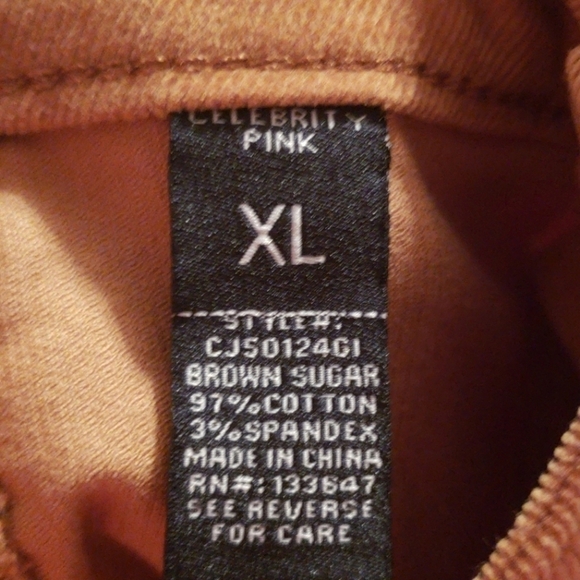 CELEBRITY
PINK
XL
STYLE#:
CJ50124GI
BROWN SUGAR
97%COTTON
3%SPANDEX
MADE IN CHINA
RN#:133647
SEE REVERSE
FOR CARE